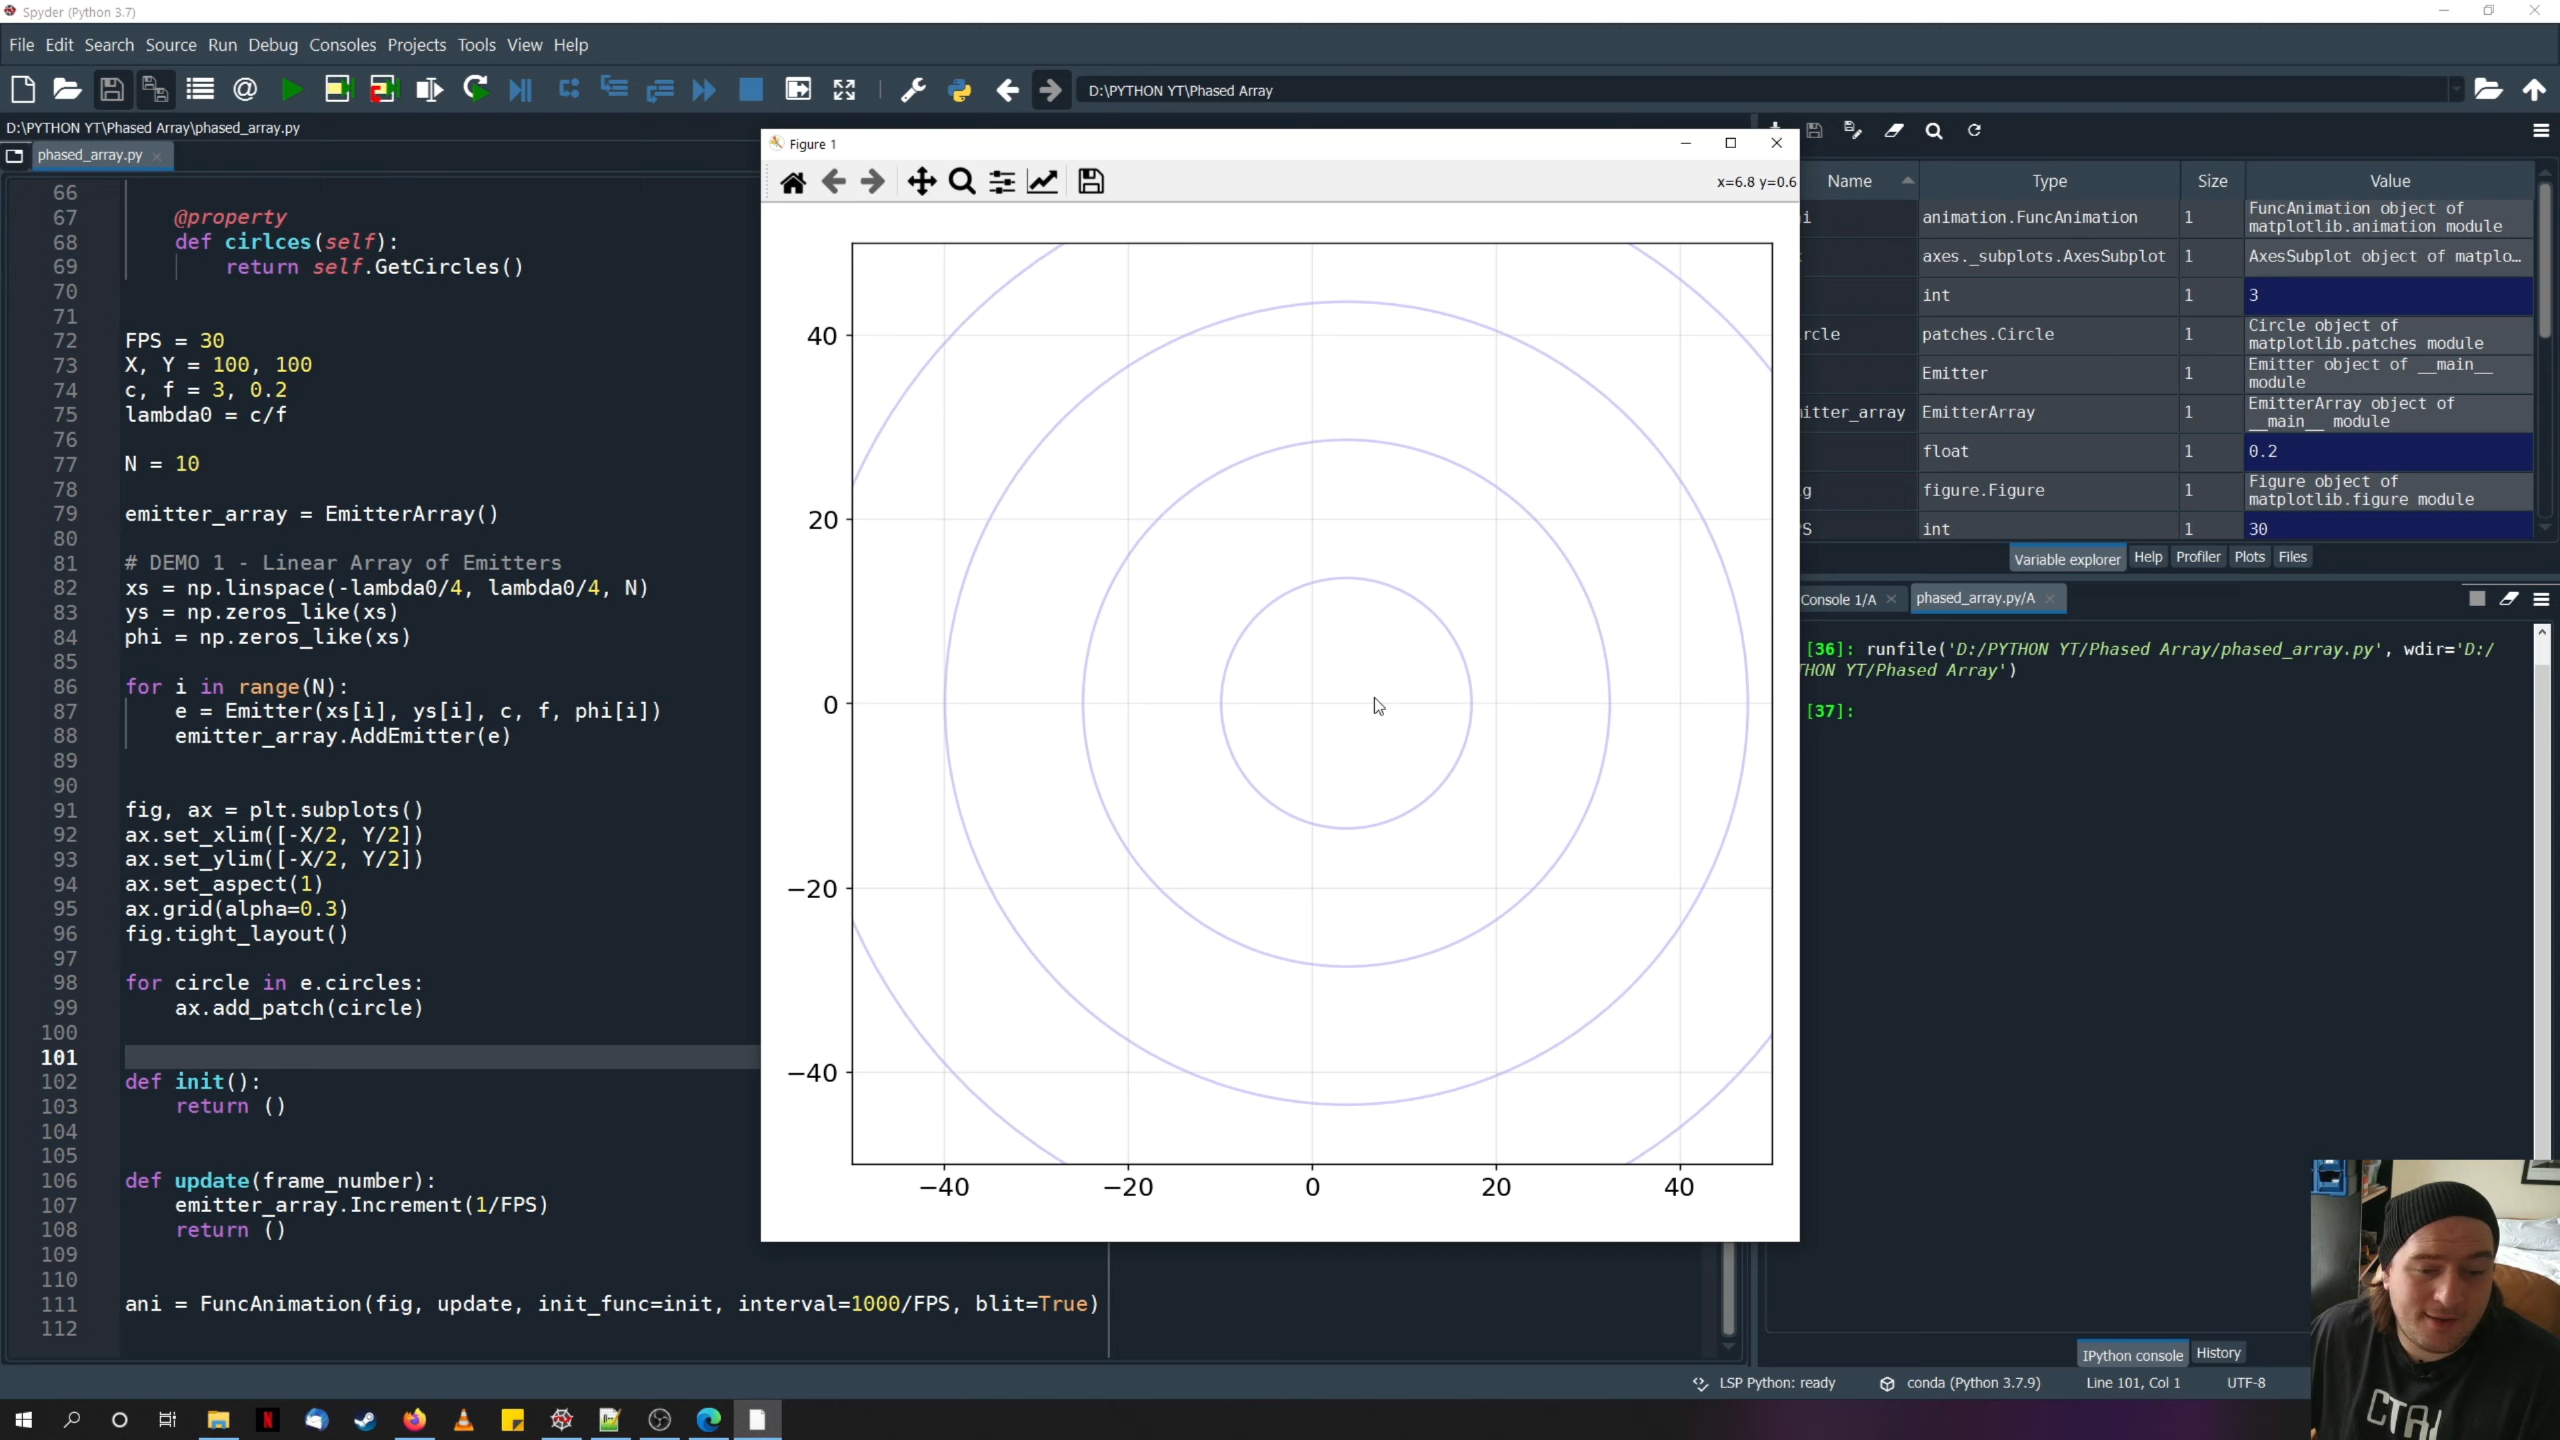 Spyder (Python 3.7)
File Edit Search Source Run Debug Consoles Projects Tools View Help
D:\PYTHON YT\Phased Array
D:\PYTHON YT\Phased Array\phased_array.py
phased_array.py
66
67 @property
68 def cirlces(self):
69 return self.GetCircles()
70
71
72 FPS = 30
73 X, Y = 100, 100
74 c, f = 3, 0.2
75 lambda0 = c/f
76
77 N = 10
78
79 emitter_array = EmitterArray()
80
81 # DEMO 1 - Linear Array of Emitters
82 xs = np.linspace(-lambda0/4, lambda0/4, N)
83 ys = np.zeros_like(xs)
84 phi = np.zeros_like(xs)
85
86 for i in range(N):
87 e = Emitter(xs[i], ys[i], c, f, phi[i])
88 emitter_array.AddEmitter(e)
89
90
91 fig, ax = plt.subplots()
92 ax.set_xlim([-X/2, Y/2])
93 ax.set_ylim([-X/2, Y/2])
94 ax.set_aspect(1)
95 ax.grid(alpha=0.3)
96 fig.tight_layout()
97
98 for circle in e.circles:
99 ax.add_patch(circle)
100
101
102 def init():
103 return ()
104
105
106 def update(frame_number):
107 emitter_array.Increment(1/FPS)
108 return ()
109
110
111 ani = FuncAnimation(fig, update, init_func=init, interval=1000/FPS, blit=True)
112
Figure 1
x=6.8 y=0.6
40
20
0
−20
−40
−40 −20 0 20 40
Name Type Size Value
i animation.FuncAnimation 1 FuncAnimation object of
matplotlib.animation module
axes._subplots.AxesSubplot 1 AxesSubplot object of matplo…
int 1 3
rcle patches.Circle 1 Circle object of
matplotlib.patches module
Emitter 1 Emitter object of __main__
module
itter_array EmitterArray 1 EmitterArray object of
__main__ module
float 1 0.2
g figure.Figure 1 Figure object of
matplotlib.figure module
S int 1 30
Variable explorer Help Profiler Plots Files
Console 1/A phased_array.py/A
[36]: runfile('D:/PYTHON YT/Phased Array/phased_array.py', wdir='D:/
HON YT/Phased Array')
[37]:
IPython console History
LSP Python: ready conda (Python 3.7.9) Line 101, Col 1 UTF-8